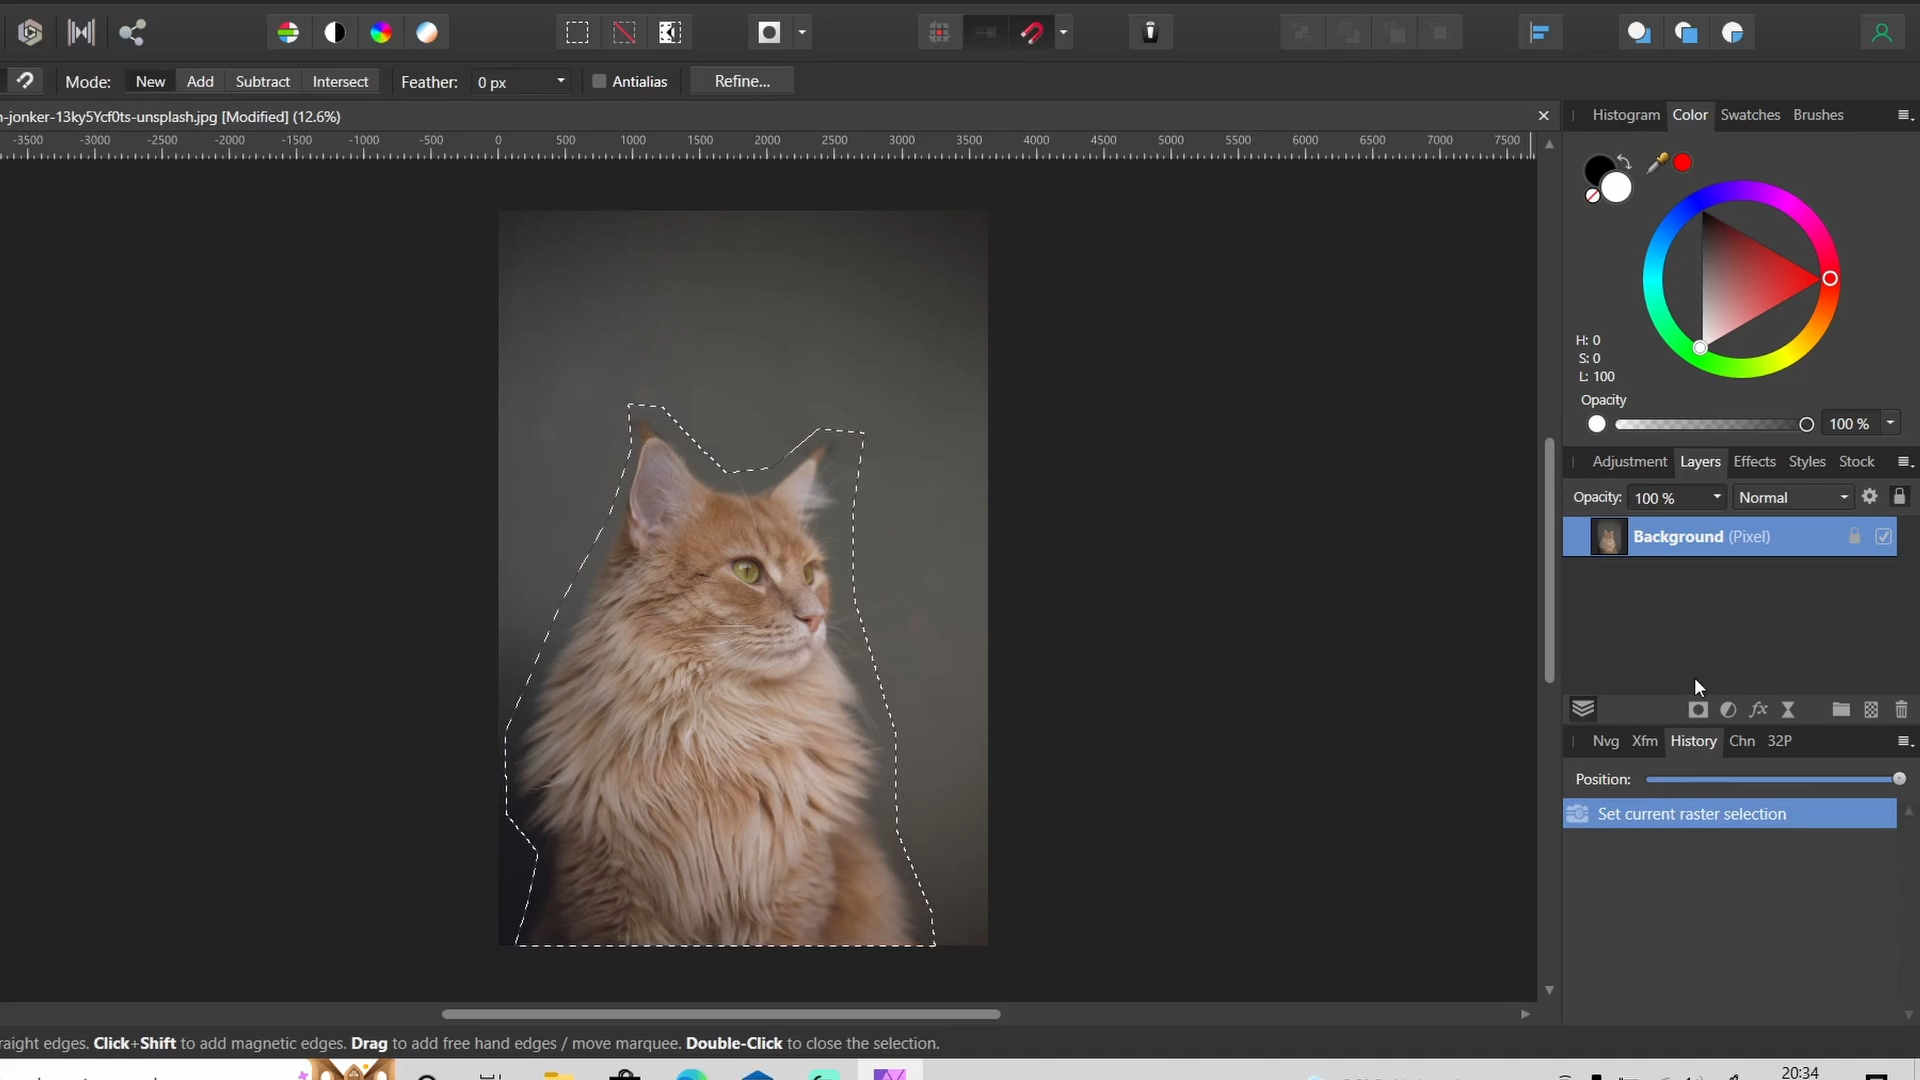 Mode: New Add Subtract Intersect Feather: 0 px Antialias Refine...
n-jonker-13ky5Ycf0ts-unsplash.jpg [Modified] (12.6%)
-3500 -3000 -2500 -2000 -1500 -1000 -500 0 500 1000 1500 2000 2500 3000 3500 4000 4500 5000 5500 6000 6500 7000 7500
Histogram Color Swatches Brushes
H: 0
S: 0
L: 100
Opacity
100 %
Adjustment Layers Effects Styles Stock
Opacity: 100 % Normal
Background (Pixel)
fx
Nvg Xfm History Chn 32P
Position:
Set current raster selection
raight edges. Click+Shift to add magnetic edges. Drag to add free hand edges / move marquee. Double-Click to close the selection.
20:34